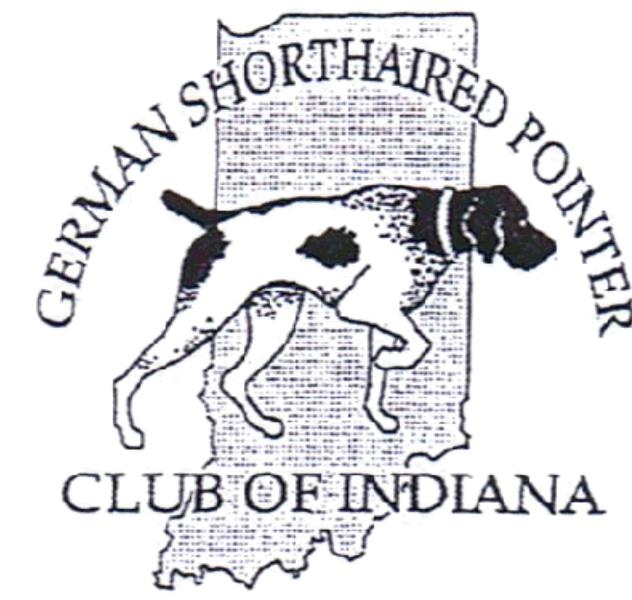 GERMAN SHORTHAIRED POINTER
CLUB OF INDIANA